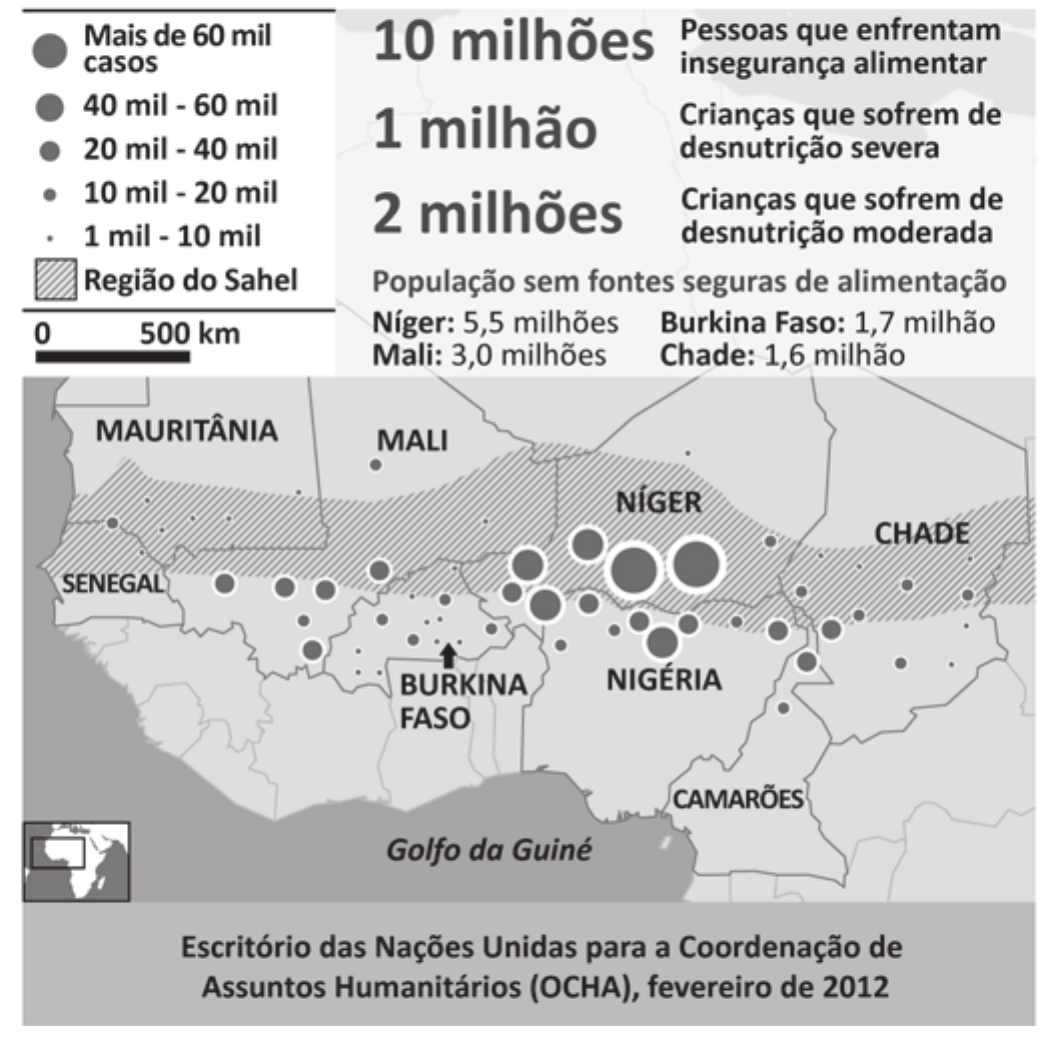 Mais de 60 mil
casos
40 mil - 60 mil
20 mil - 40 mil
10 mil - 20 mil
1 mil - 10 mil
Região do Sahel
0 500 km
10 milhões
Pessoas que enfrentam
insegurança alimentar
1 milhão
Crianças que sofrem de
desnutrição severa
2 milhões
Crianças que sofrem de
desnutrição moderada
População sem fontes seguras de alimentação
Níger: 5,5 milhões Burkina Faso: 1,7 milhão
Mali: 3,0 milhões Chade: 1,6 milhão
MAURITÂNIA
MALI
NÍGER
CHADE
SENEGAL
NIGÉRIA
BURKINA
FASO
CAMARÕES
Golfo da Guiné
Escritório das Nações Unidas para a Coordenação de
Assuntos Humanitários (OCHA), fevereiro de 2012